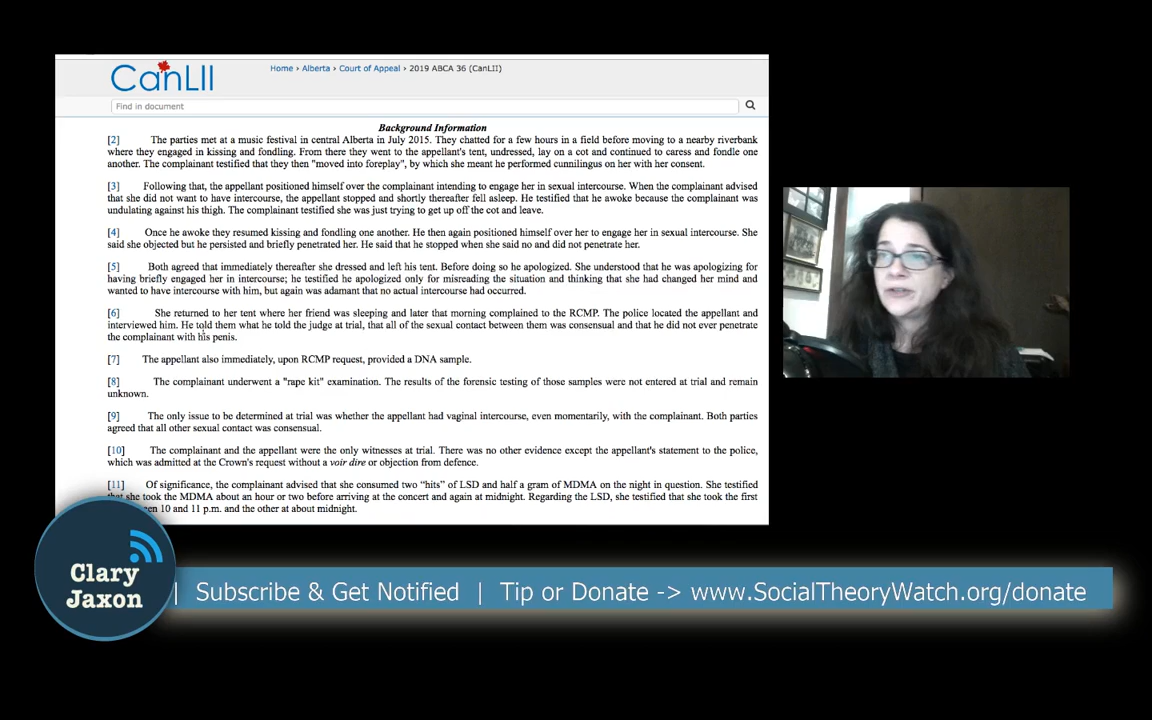 CanLII
Home › Alberta › Court of Appeal › 2019 ABCA 36 (CanLII)
Find in document
Background Information
[2] The parties met at a music festival in central Alberta in July 2015. They chatted for a few hours in a field before moving to a nearby riverbank
where they engaged in kissing and fondling. From there they went to the appellant's tent, undressed, lay on a cot and continued to caress and fondle one
another. The complainant testified that they then "moved into foreplay", by which she meant he performed cunnilingus on her with her consent.
[3] Following that, the appellant positioned himself over the complainant intending to engage her in sexual intercourse. When the complainant advised
that she did not want to have intercourse, the appellant stopped and shortly thereafter fell asleep. He testified that he awoke because the complainant was
undulating against his thigh. The complainant testified she was just trying to get up off the cot and leave.
[4] Once he awoke they resumed kissing and fondling one another. He then again positioned himself over her to engage her in sexual intercourse. She
said she objected but he persisted and briefly penetrated her. He said that he stopped when she said no and did not penetrate her.
[5] Both agreed that immediately thereafter she dressed and left his tent. Before doing so he apologized. She understood that he was apologizing for
having briefly engaged her in intercourse; he testified he apologized only for misreading the situation and thinking that she had changed her mind and
wanted to have intercourse with him, but again was adamant that no actual intercourse had occurred.
[6] She returned to her tent where her friend was sleeping and later that morning complained to the RCMP. The police located the appellant and
interviewed him. He told them what he told the judge at trial, that all of the sexual contact between them was consensual and that he did not ever penetrate
the complainant with his penis.
[7] The appellant also immediately, upon RCMP request, provided a DNA sample.
[8] The complainant underwent a "rape kit" examination. The results of the forensic testing of those samples were not entered at trial and remain
unknown.
[9] The only issue to be determined at trial was whether the appellant had vaginal intercourse, even momentarily, with the complainant. Both parties
agreed that all other sexual contact was consensual.
[10] The complainant and the appellant were the only witnesses at trial. There was no other evidence except the appellant's statement to the police,
which was admitted at the Crown's request without a voir dire or objection from defence.
[11] Of significance, the complainant advised that she consumed two “hits” of LSD and half a gram of MDMA on the night in question. She testified
that she took the MDMA about an hour or two before arriving at the concert and again at midnight. Regarding the LSD, she testified that she took the first
10 and 11 p.m. and the other at about midnight.
Clary
Jaxon
| Subscribe & Get Notified | Tip or Donate -> www.SocialTheoryWatch.org/donate